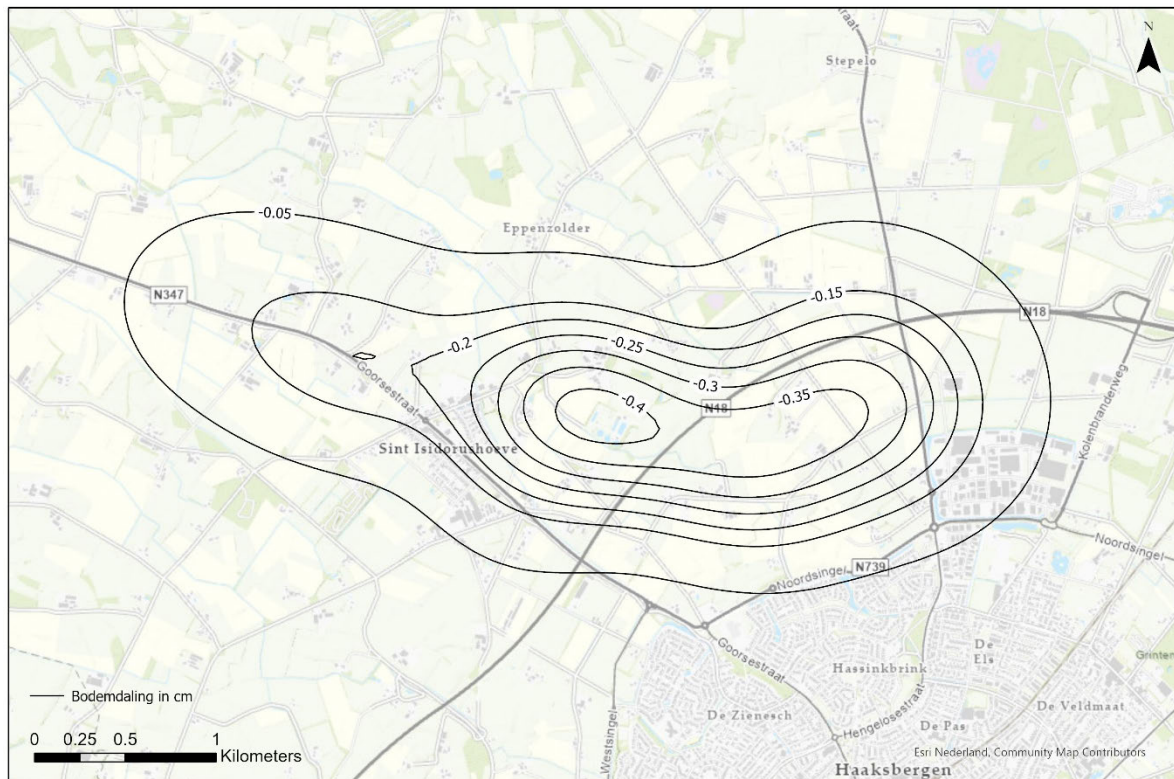 N
straat
Stepelo
-0.05
Eppenzolder
N347
-0.15
N18
-0.2
-0.25
-0.3
-0.35
Goorsestraat
-0.4
N18
Kolenbranderweg
Sint Isidorushoeve
Noordsingel
Noordsingel
N739
Goorsestraat
De
Els
Hassinkbrink
Grinten
Bodemdaling in cm
Westsingel
De Zienesch
Hengelosestraat
De Pas
De Veldmaat
0 0.25 0.5 1
Kilometers
Esri Nederland, Community Map Contributors
Haaksbergen